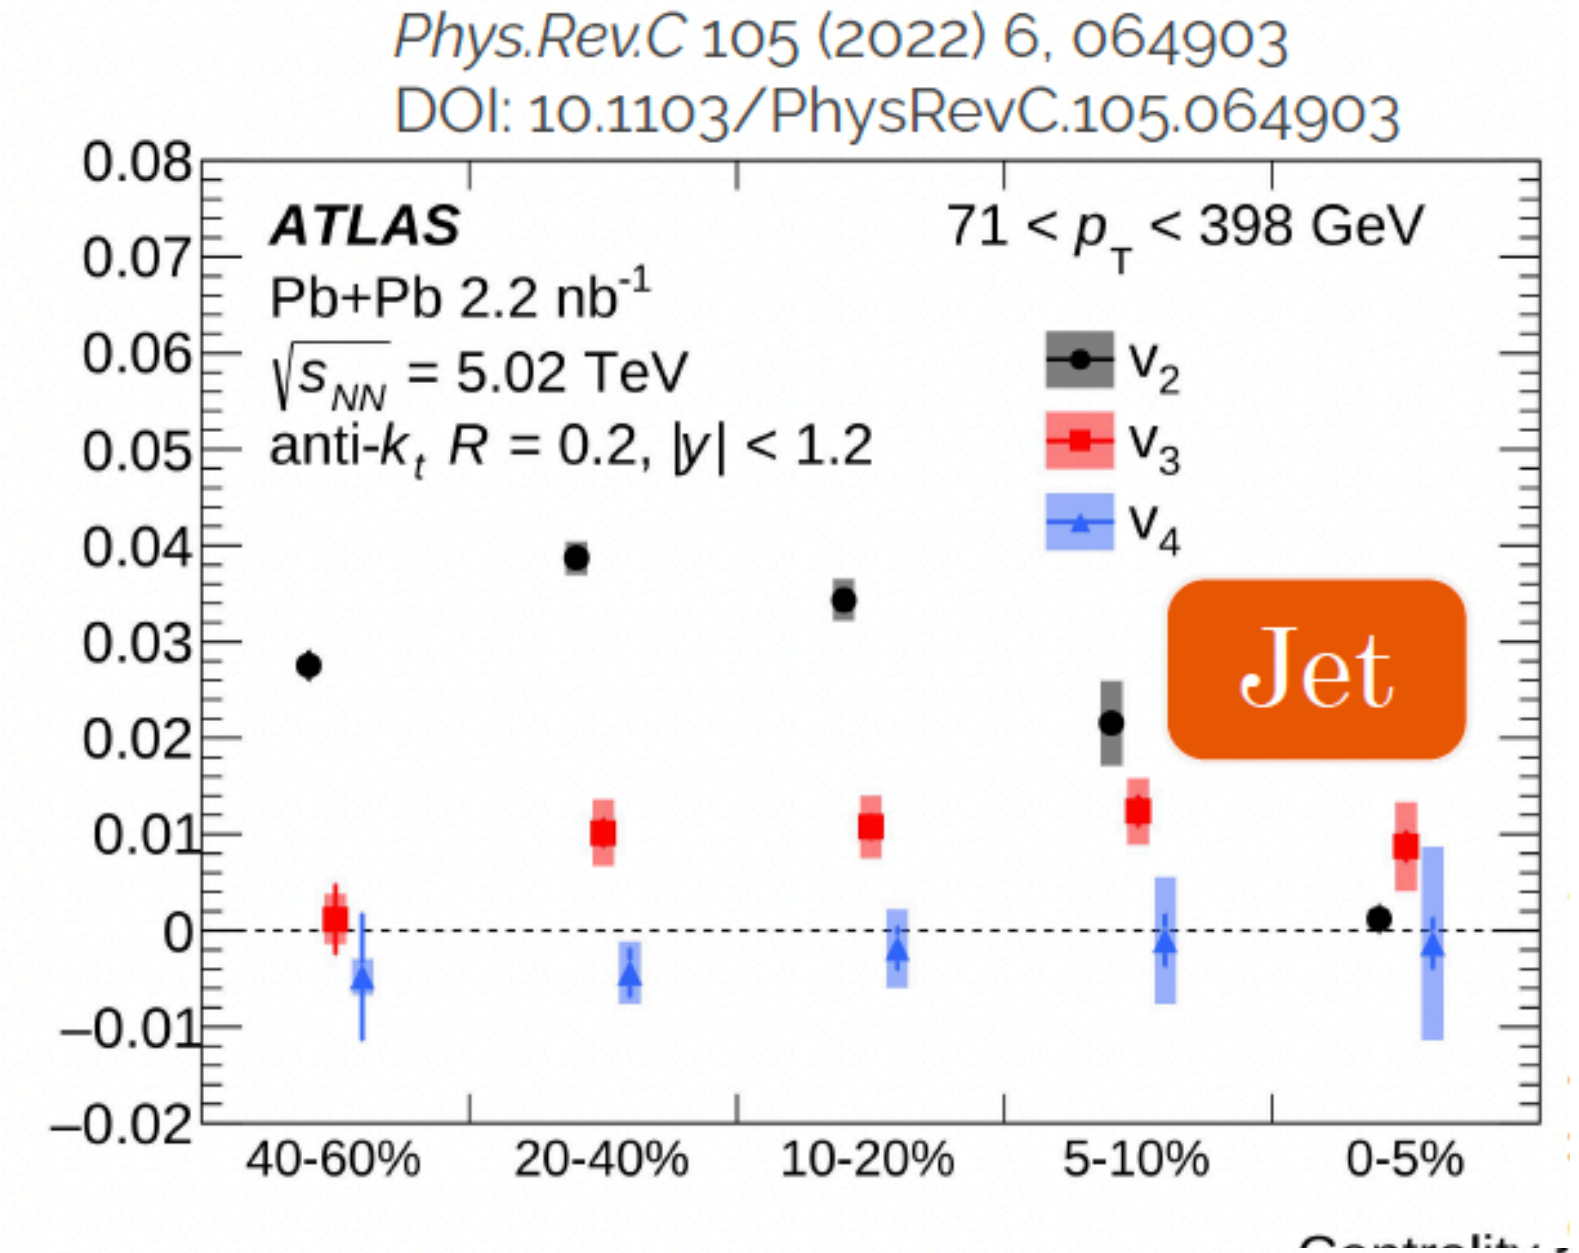 Phys.Rev.C 105 (2022) 6, 064903
DOI: 10.1103/PhysRevC.105.064903
0.08
ATLAS
71 < pT < 398 GeV
0.07
Pb+Pb 2.2 nb-1
0.06
√sNN = 5.02 TeV
v2
0.05
anti-kt R = 0.2, |y| < 1.2
v3
v4
0.04
0.03
Jet
0.02
0.01
0
−0.01
−0.02
40-60% 20-40% 10-20% 5-10% 0-5%